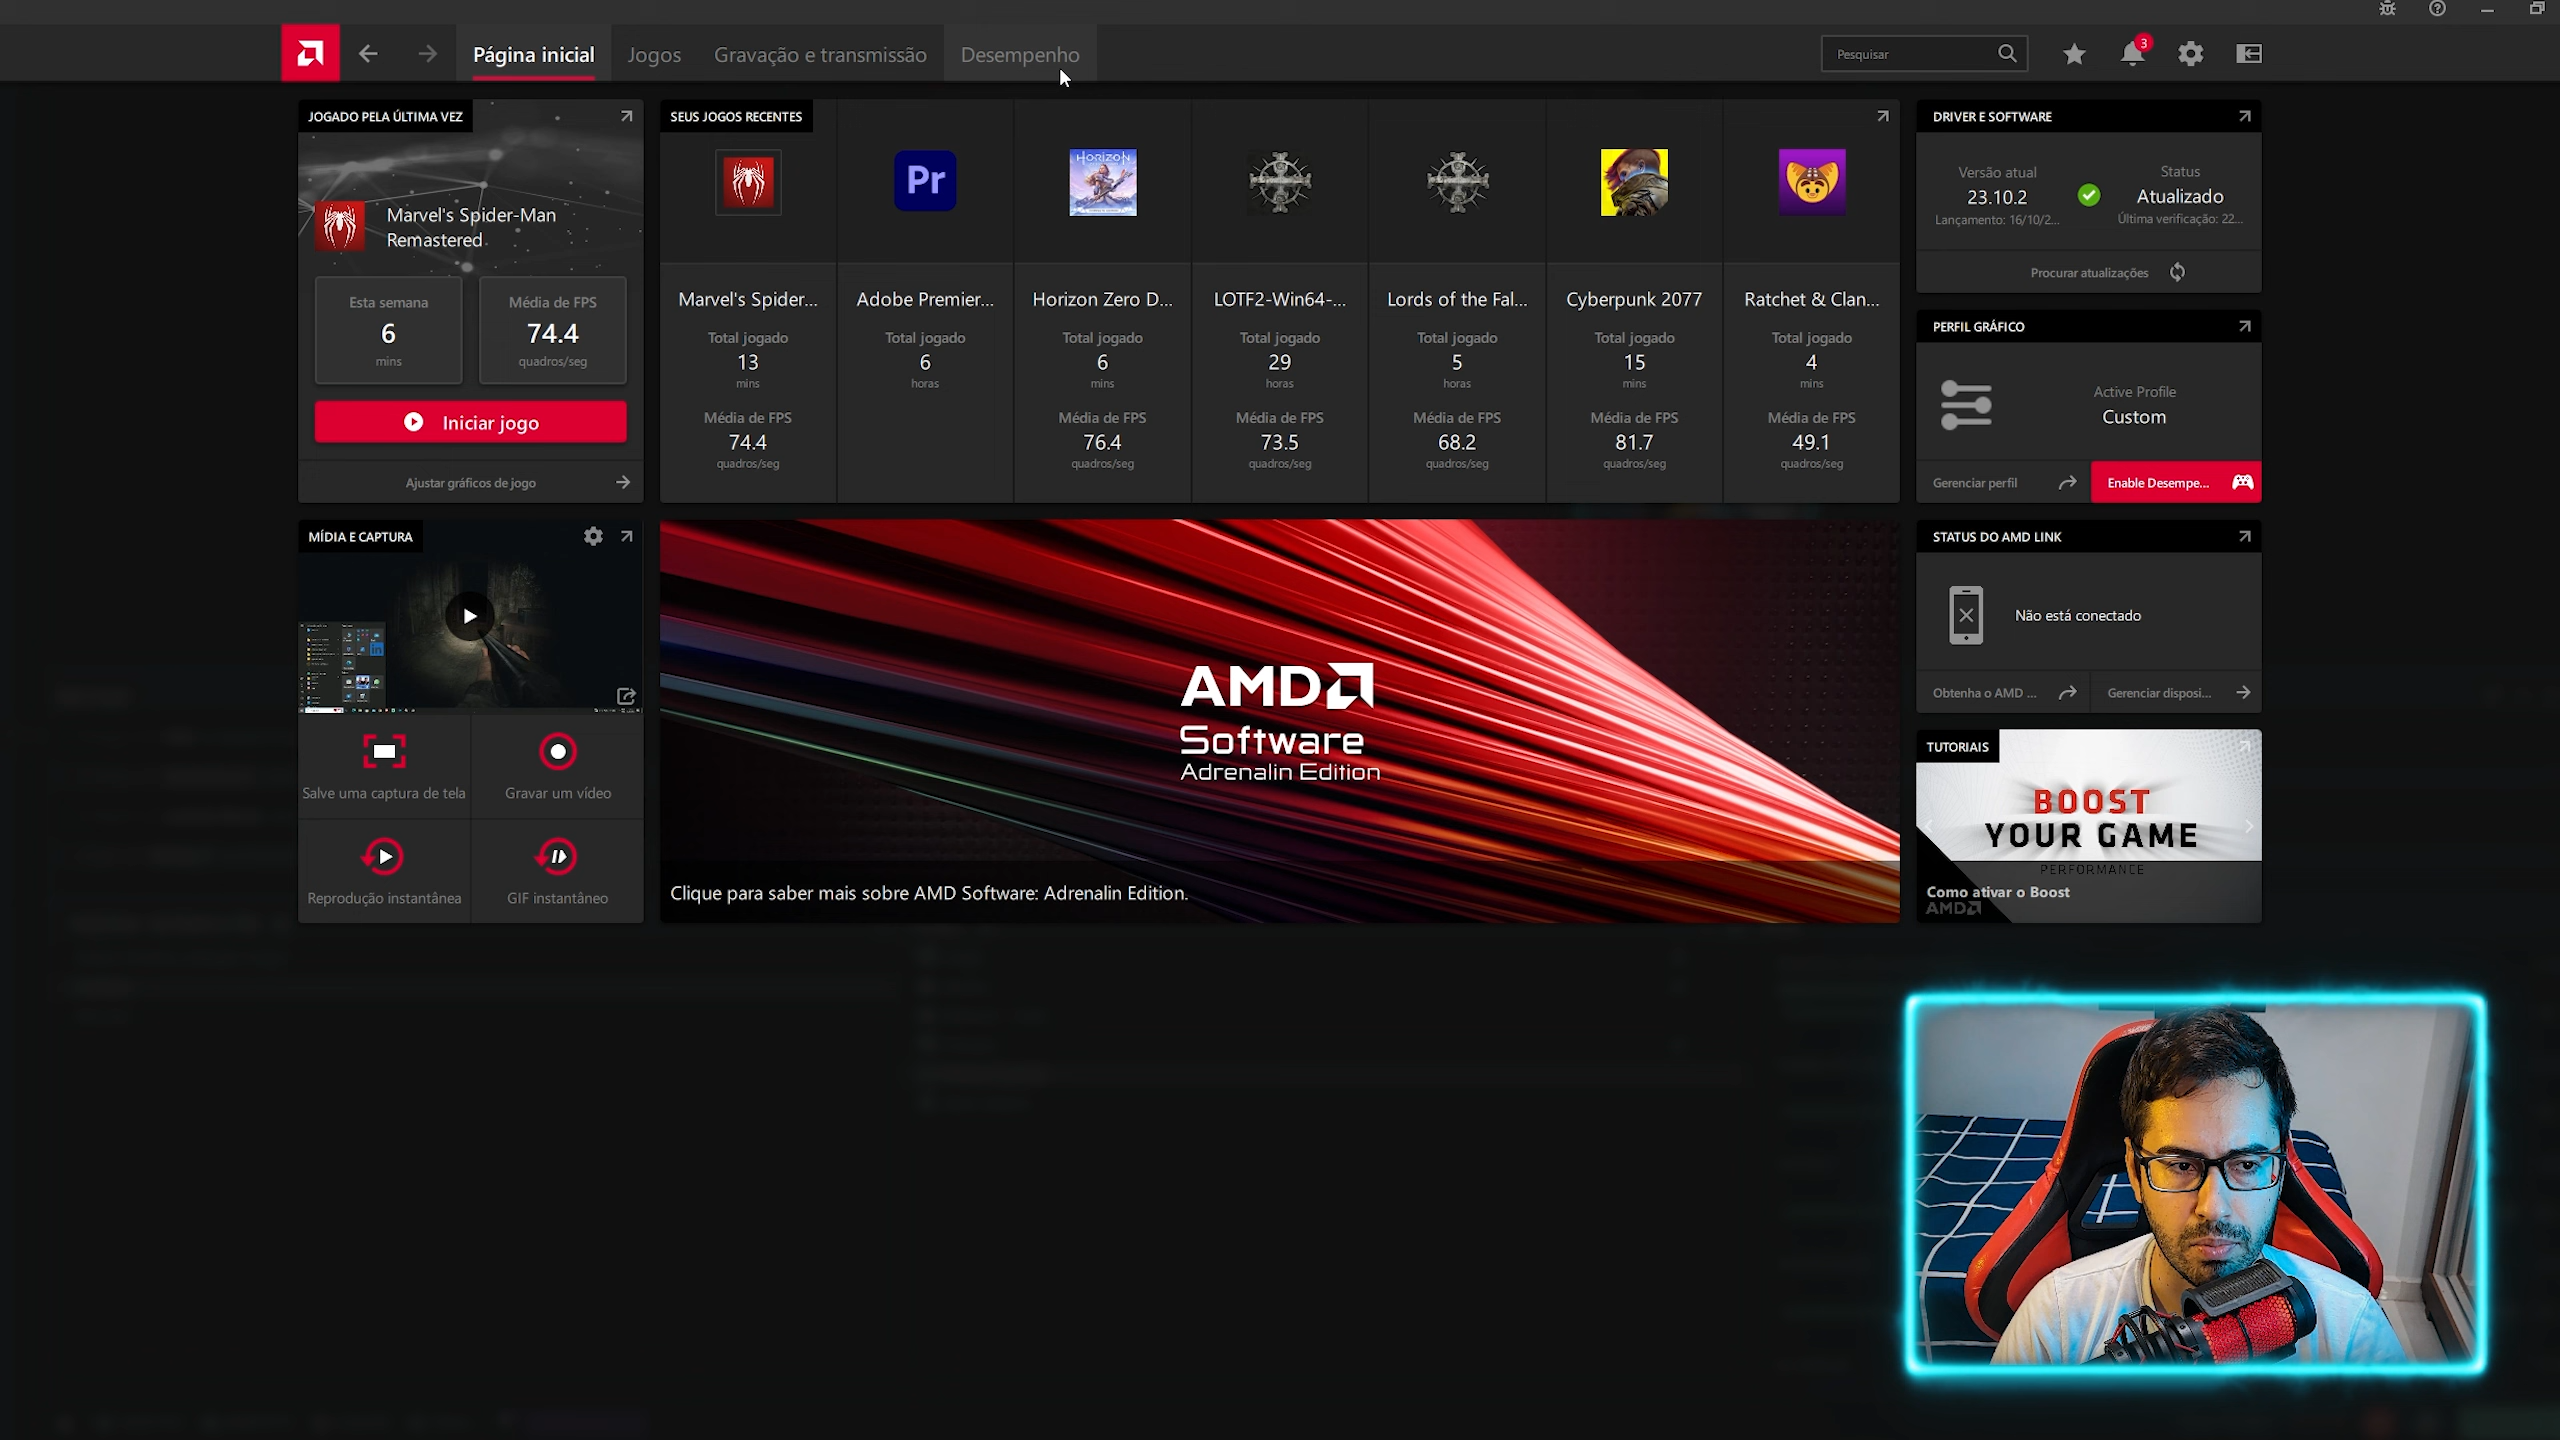 Página inicial
Jogos
Gravação e transmissão
Desempenho
Pesquisar
3
JOGADO PELA ÚLTIMA VEZ
Marvel's Spider-Man
Remastered
Esta semana
6
mins
Média de FPS
74.4
quadros/seg
Iniciar jogo
Ajustar gráficos de jogo
SEUS JOGOS RECENTES
Marvel's Spider...
Total jogado
13
mins
Média de FPS
74.4
quadros/seg
Pr
Adobe Premier...
Total jogado
6
horas
HORIZON
Horizon Zero D...
Total jogado
6
mins
Média de FPS
76.4
quadros/seg
LOTF2-Win64-...
Total jogado
29
horas
Média de FPS
73.5
quadros/seg
Lords of the Fal...
Total jogado
5
horas
Média de FPS
68.2
quadros/seg
Cyberpunk 2077
Total jogado
15
mins
Média de FPS
81.7
quadros/seg
Ratchet & Clan...
Total jogado
4
mins
Média de FPS
49.1
quadros/seg
DRIVER E SOFTWARE
Versão atual
23.10.2
Lançamento: 16/10/2...
Status
Atualizado
Última verificação: 22...
Procurar atualizações
PERFIL GRÁFICO
Active Profile
Custom
Gerenciar perfil
Enable Desempe...
MÍDIA E CAPTURA
Salve uma captura de tela
Gravar um vídeo
Reprodução instantânea
GIF instantâneo
AMD
Software
Adrenalin Edition
Clique para saber mais sobre AMD Software: Adrenalin Edition.
STATUS DO AMD LINK
Não está conectado
Obtenha o AMD ...
Gerenciar disposi...
TUTORIAIS
BOOST
YOUR GAME
PERFORMANCE
Como ativar o Boost
AMD